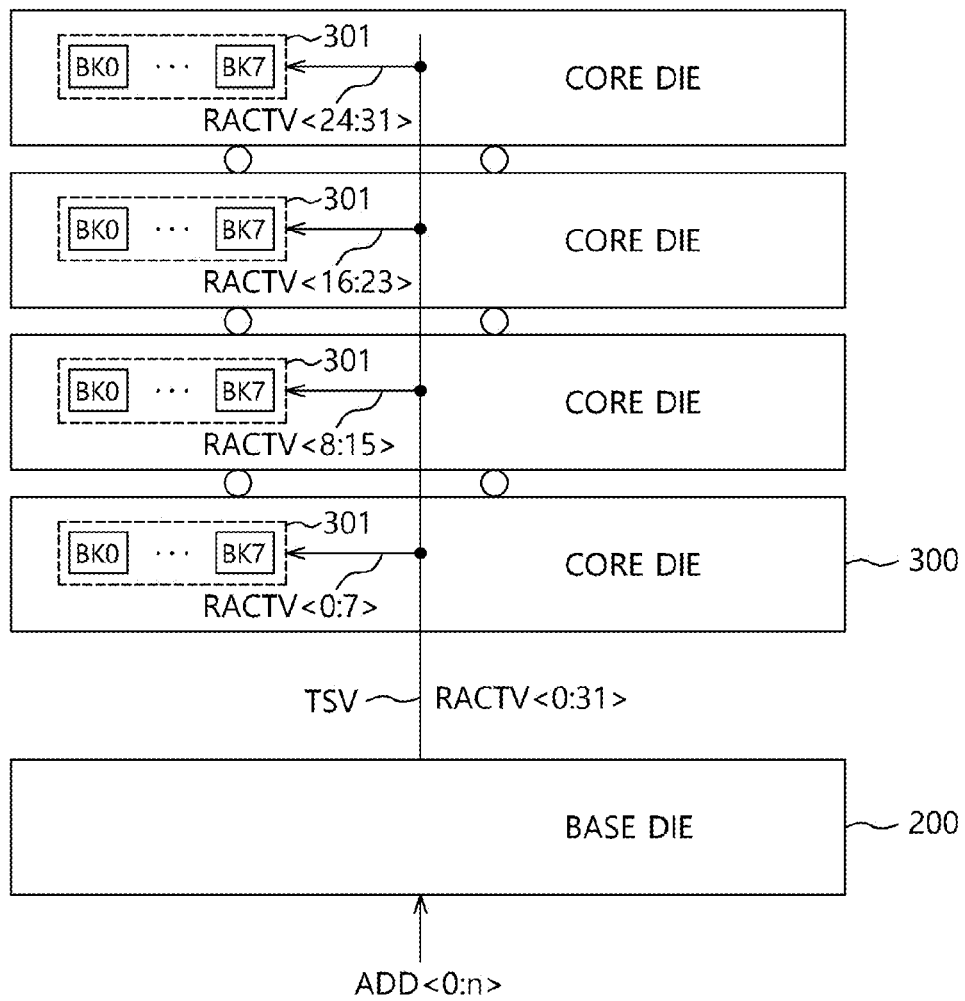 301
BK0 ... BK7
CORE DIE
RACTV<24:31>
301
BK0 ... BK7
CORE DIE
RACTV<16:23>
301
BK0 ... BK7
CORE DIE
RACTV<8:15>
301
BK0 ... BK7
CORE DIE
300
RACTV<0:7>
TSV RACTV<0:31>
BASE DIE
200
ADD<0:n>